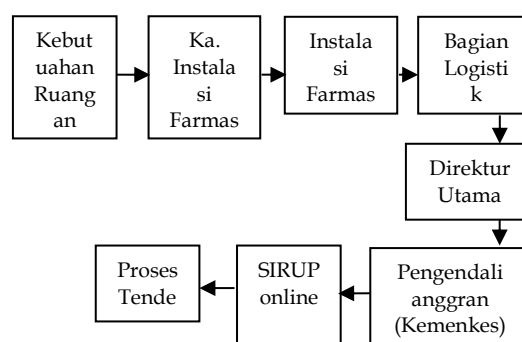 Kebut
uahan
Ruang
an
Ka.
Instala
si
Farmas
Instala
si
Farmas
Bagian
Logisti
k
Direktur
Utama
Pengendali
anggran
(Kemenkes)
SIRUP
online
Proses
Tende